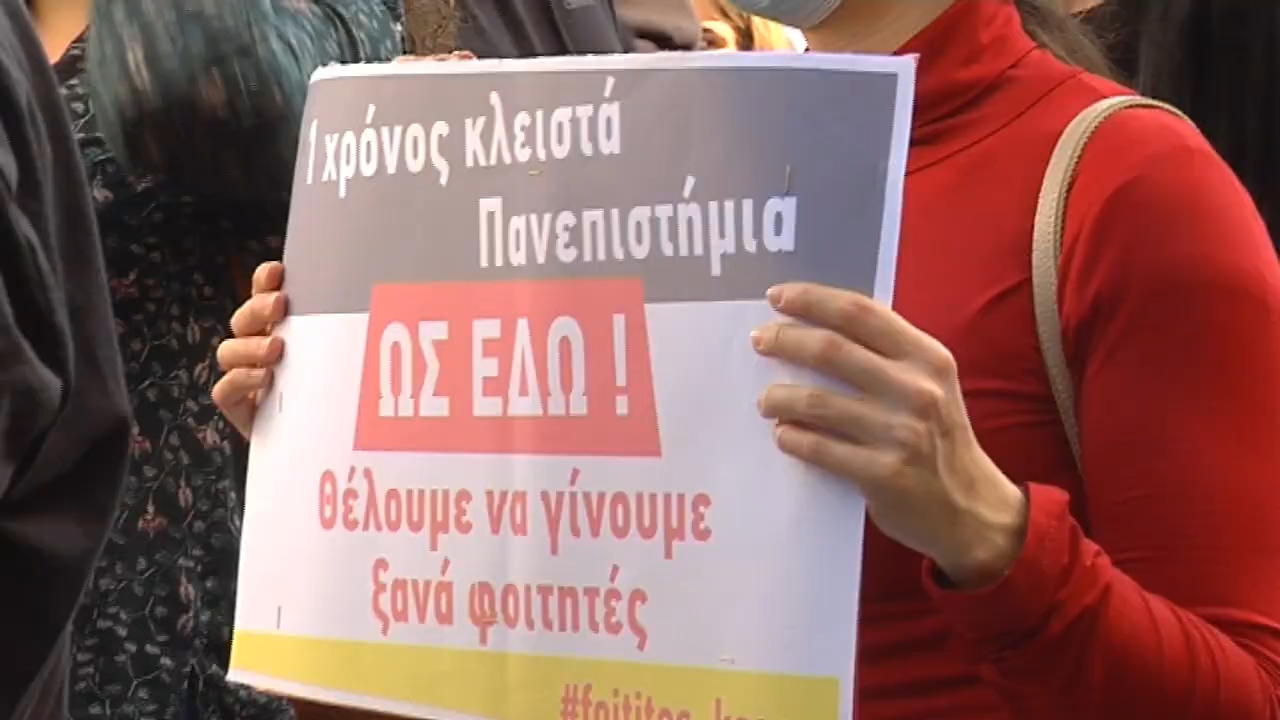 1 χρόνος κλειστά
Πανεπιστήμια
ΩΣ ΕΔΩ !
Θέλουμε να γίνουμε
ξανά φοιτητές